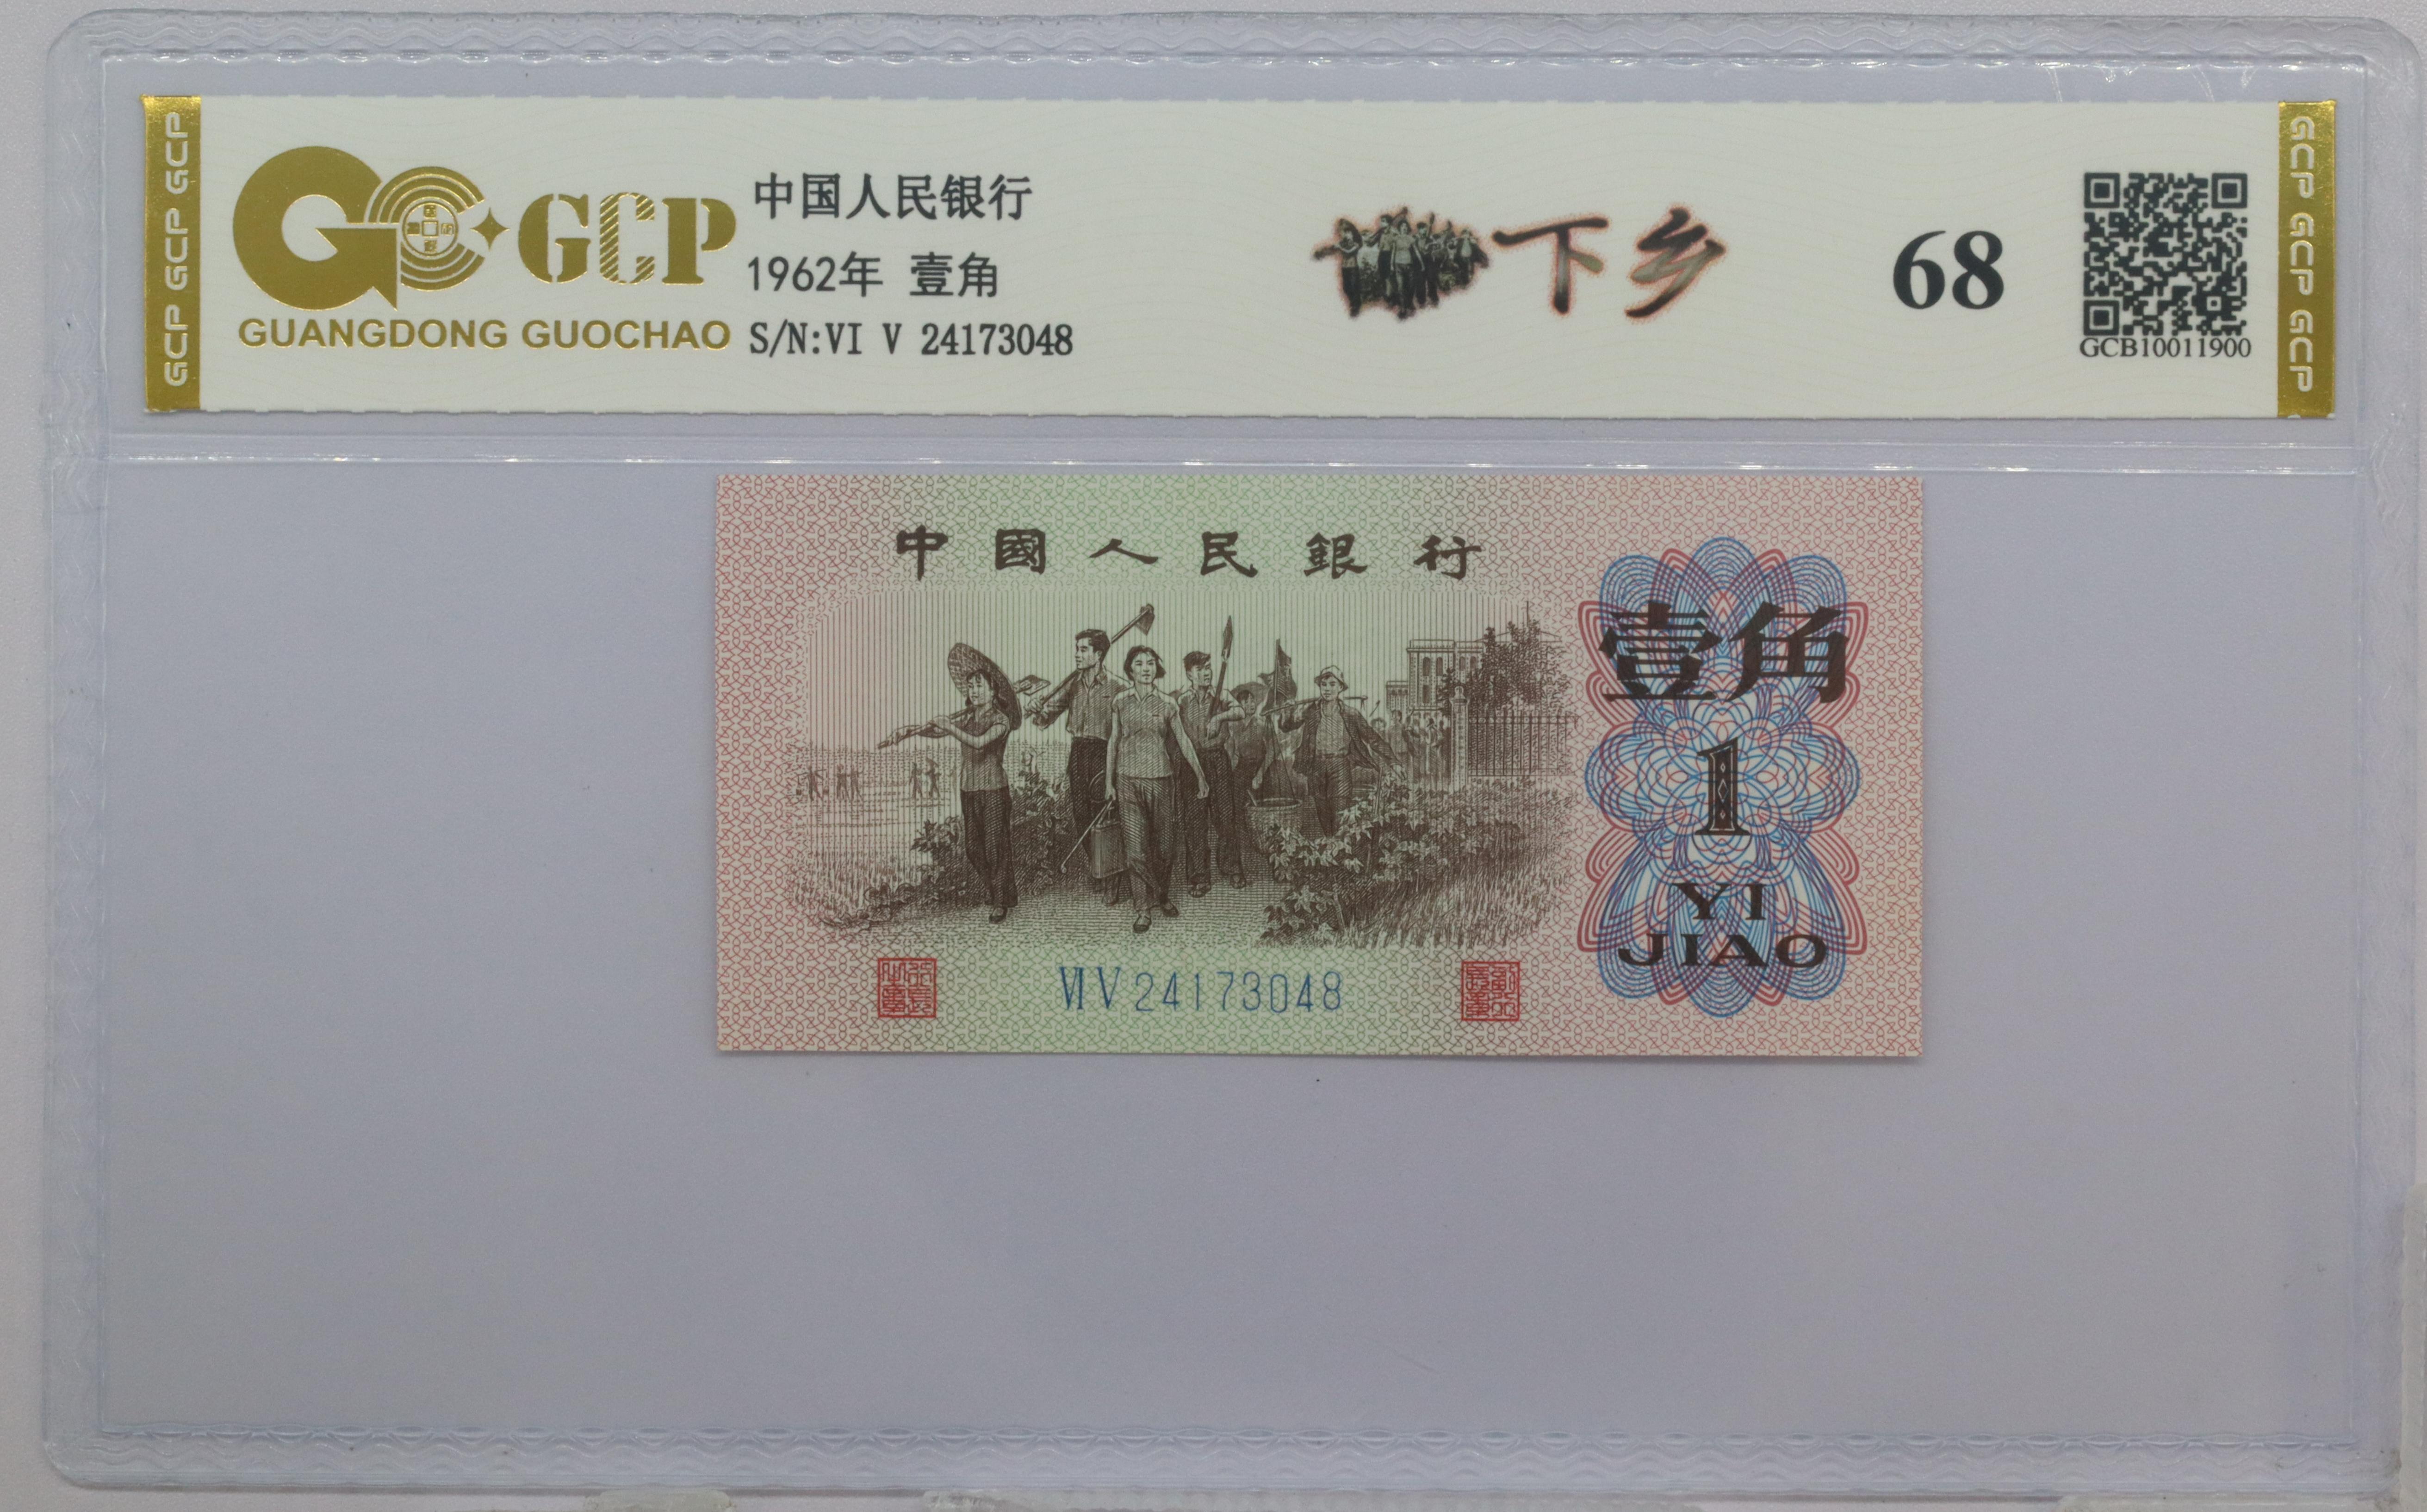 GCP GCP GCP
GCP
GUANGDONG GUOCHAO
中国人民银行
1962年 壹角
S/N:VI V 24173048
下乡
68
GCB10011900
GCP GCP GCP
中國人民銀行
壹角
1
YI
JIAO
VI V 24173048